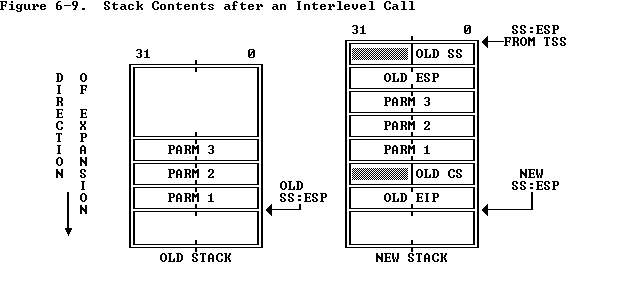 Figure 6-9.  Stack Contents after an Interlevel Call
31 0
SS:ESP
FROM TSS
OLD SS
31 0
OLD ESP
DIRECTION
OF EXPANSION
PARM 3
PARM 2
PARM 3
PARM 1
PARM 2
OLD CS
PARM 1
OLD
SS:ESP
OLD EIP
NEW
SS:ESP
OLD STACK
NEW STACK